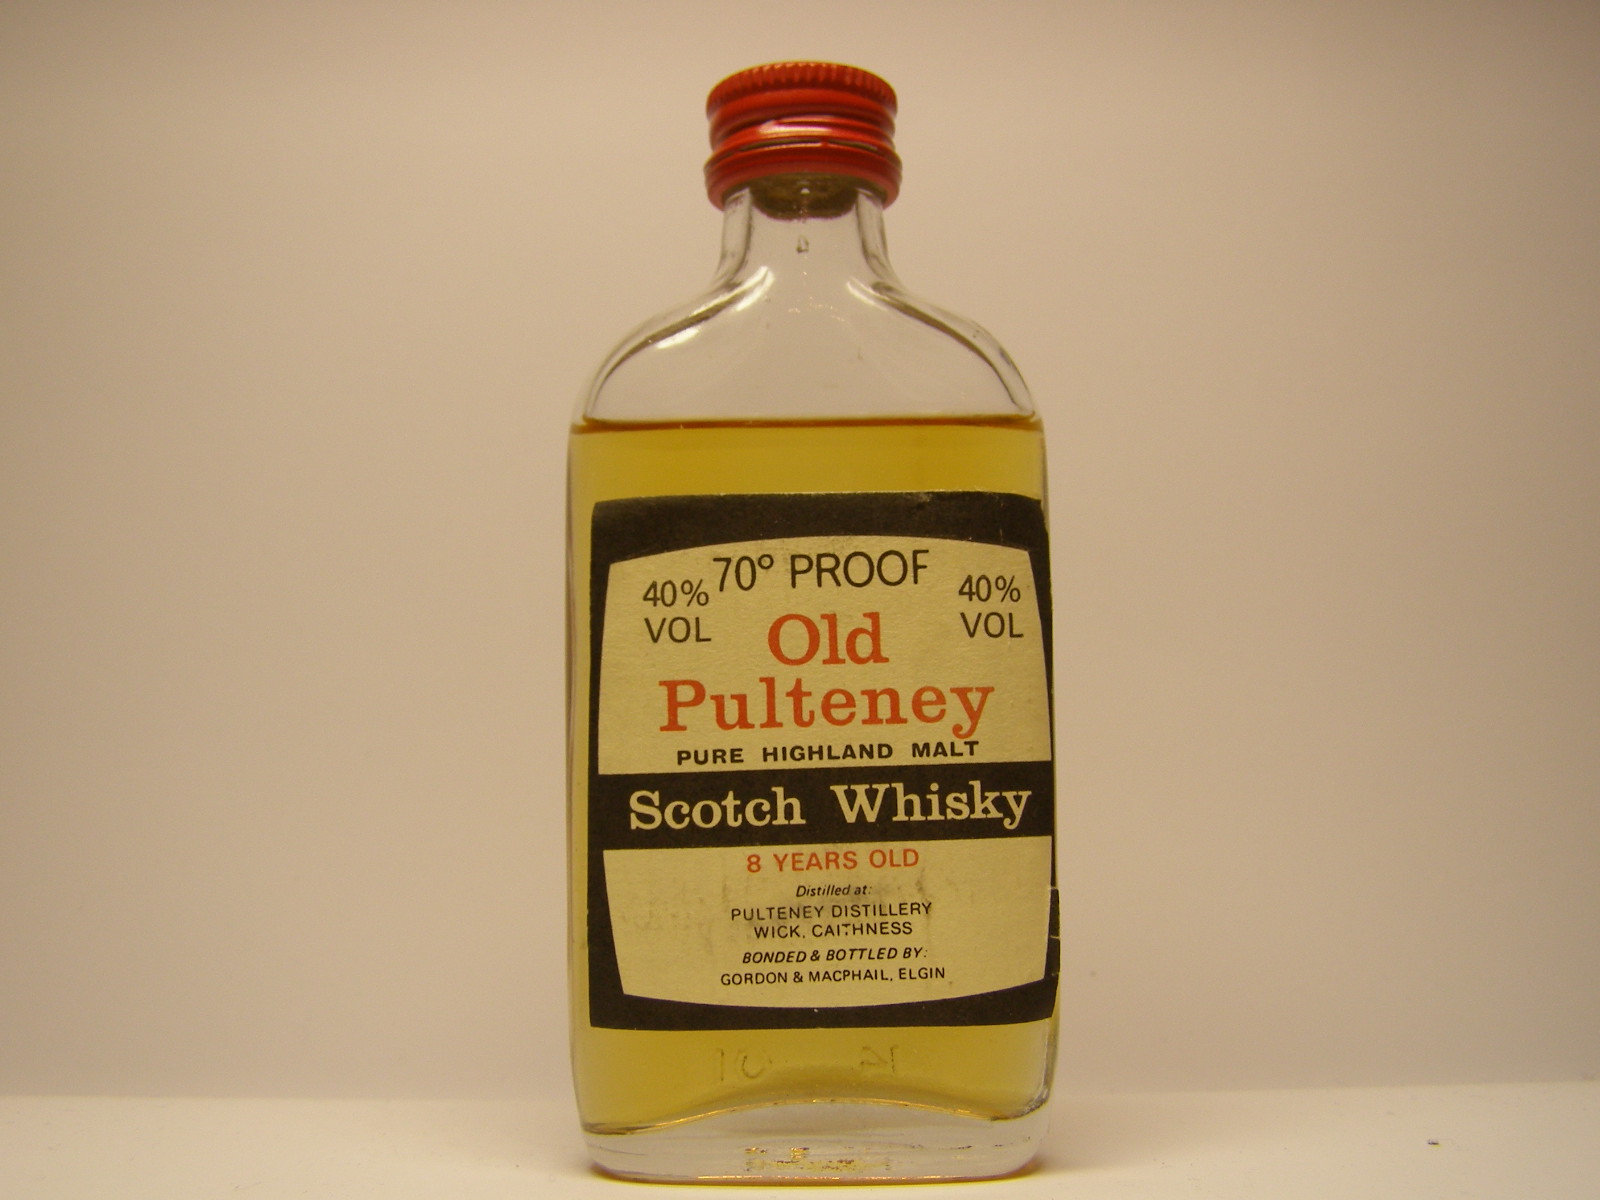 70º PROOF
40% VOL
40% VOL
Old
Pulteney
PURE HIGHLAND MALT
Scotch Whisky
8 YEARS OLD
Distilled at:
PULTENEY DISTILLERY
WICK, CAITHNESS
BONDED & BOTTLED BY:
GORDON & MACPHAIL, ELGIN